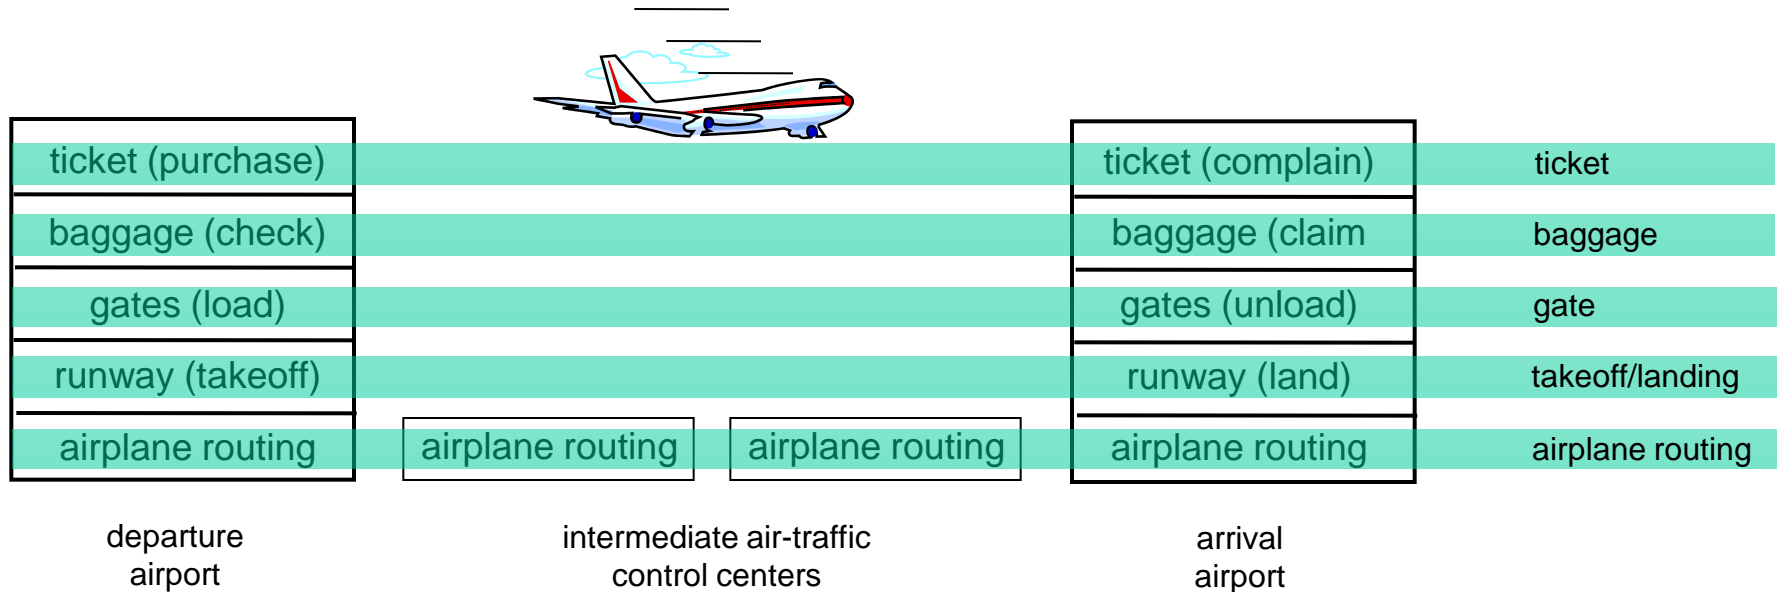 ticket (purchase) ticket (complain) ticket
baggage (check) baggage (claim baggage
gates (load) gates (unload) gate
runway (takeoff) runway (land) takeoff/landing
airplane routing airplane routing airplane routing airplane routing airplane routing
departure intermediate air-traffic arrival
airport control centers airport